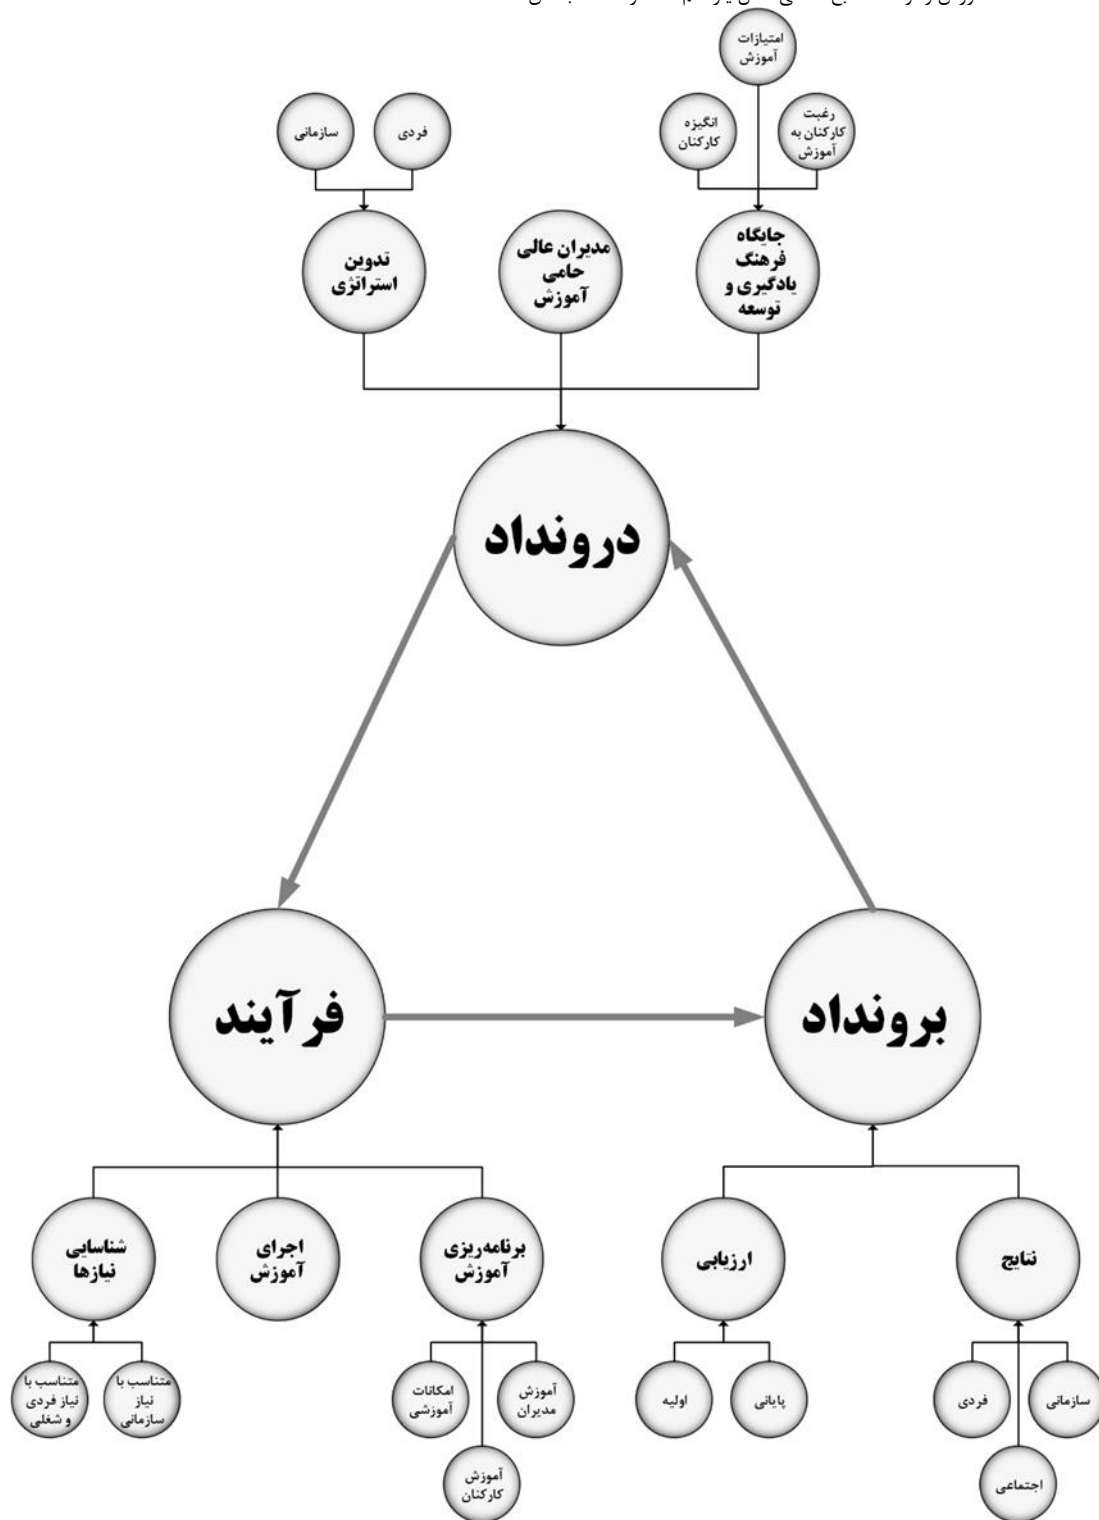 امتیازات
آموزش
سازمانی
فردی
انگیزه
کارکنان
رغبت
کارکنان به
آموزش
تدوین
استراتژی
مدیران عالی
حامی
آموزش
جایگاه
فرهنگ
یادگیری و
توسعه
درونداد
فرآیند
برونداد
شناسایی
نیازها
اجرای
آموزش
برنامه‌ریزی
آموزش
ارزیابی
نتایج
متناسب با
نیاز فردی
و شغلی
متناسب با
نیاز
سازمانی
امکانات
آموزشی
آموزش
مدیران
آموزش
کارکنان
اولیه
پایانی
فردی
سازمانی
اجتماعی